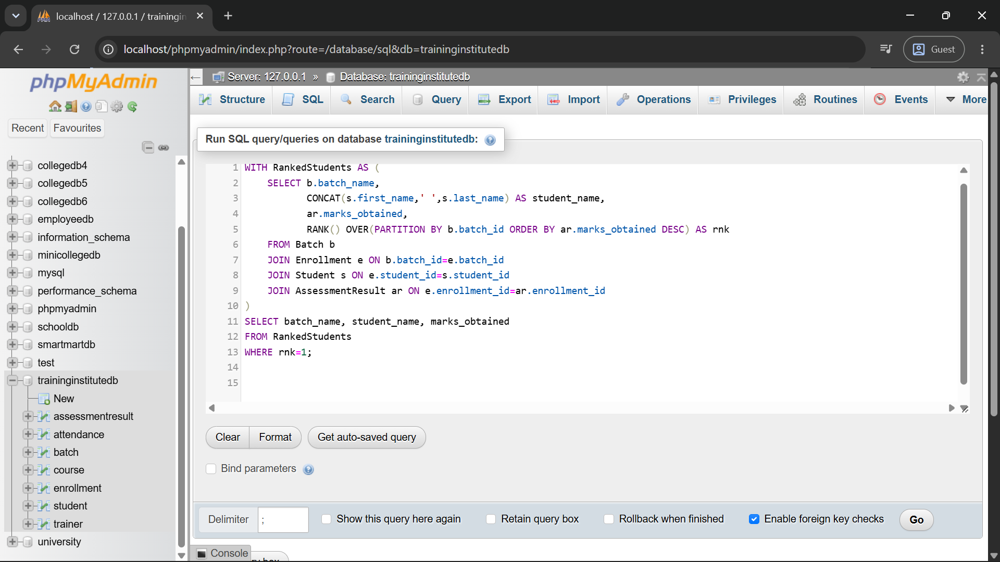 localhost / 127.0.0.1 / trainingin
localhost/phpmyadmin/index.php?route=/database/sql&db=traininginstitutedb
Guest
phpMyAdmin
Recent
Favourites
collegedb4
collegedb5
collegedb6
employeedb
information_schema
minicollegedb
mysql
performance_schema
phpmyadmin
schooldb
smartmartdb
test
traininginstitutedb
New
assessmentresult
attendance
batch
course
enrollment
student
trainer
university
Server: 127.0.0.1 » Database: traininginstitutedb
Structure SQL Search Query Export Import Operations Privileges Routines Events More
Run SQL query/queries on database traininginstitutedb:
1 WITH RankedStudents AS (
2 SELECT b.batch_name,
3 CONCAT(s.first_name,' ',s.last_name) AS student_name,
4 ar.marks_obtained,
5 RANK() OVER(PARTITION BY b.batch_id ORDER BY ar.marks_obtained DESC) AS rnk
6 FROM Batch b
7 JOIN Enrollment e ON b.batch_id=e.batch_id
8 JOIN Student s ON e.student_id=s.student_id
9 JOIN AssessmentResult ar ON e.enrollment_id=ar.enrollment_id
10 )
11 SELECT batch_name, student_name, marks_obtained
12 FROM RankedStudents
13 WHERE rnk=1;
14
15
Clear Format Get auto-saved query
Bind parameters
Delimiter ; Show this query here again Retain query box Rollback when finished Enable foreign key checks Go
Console